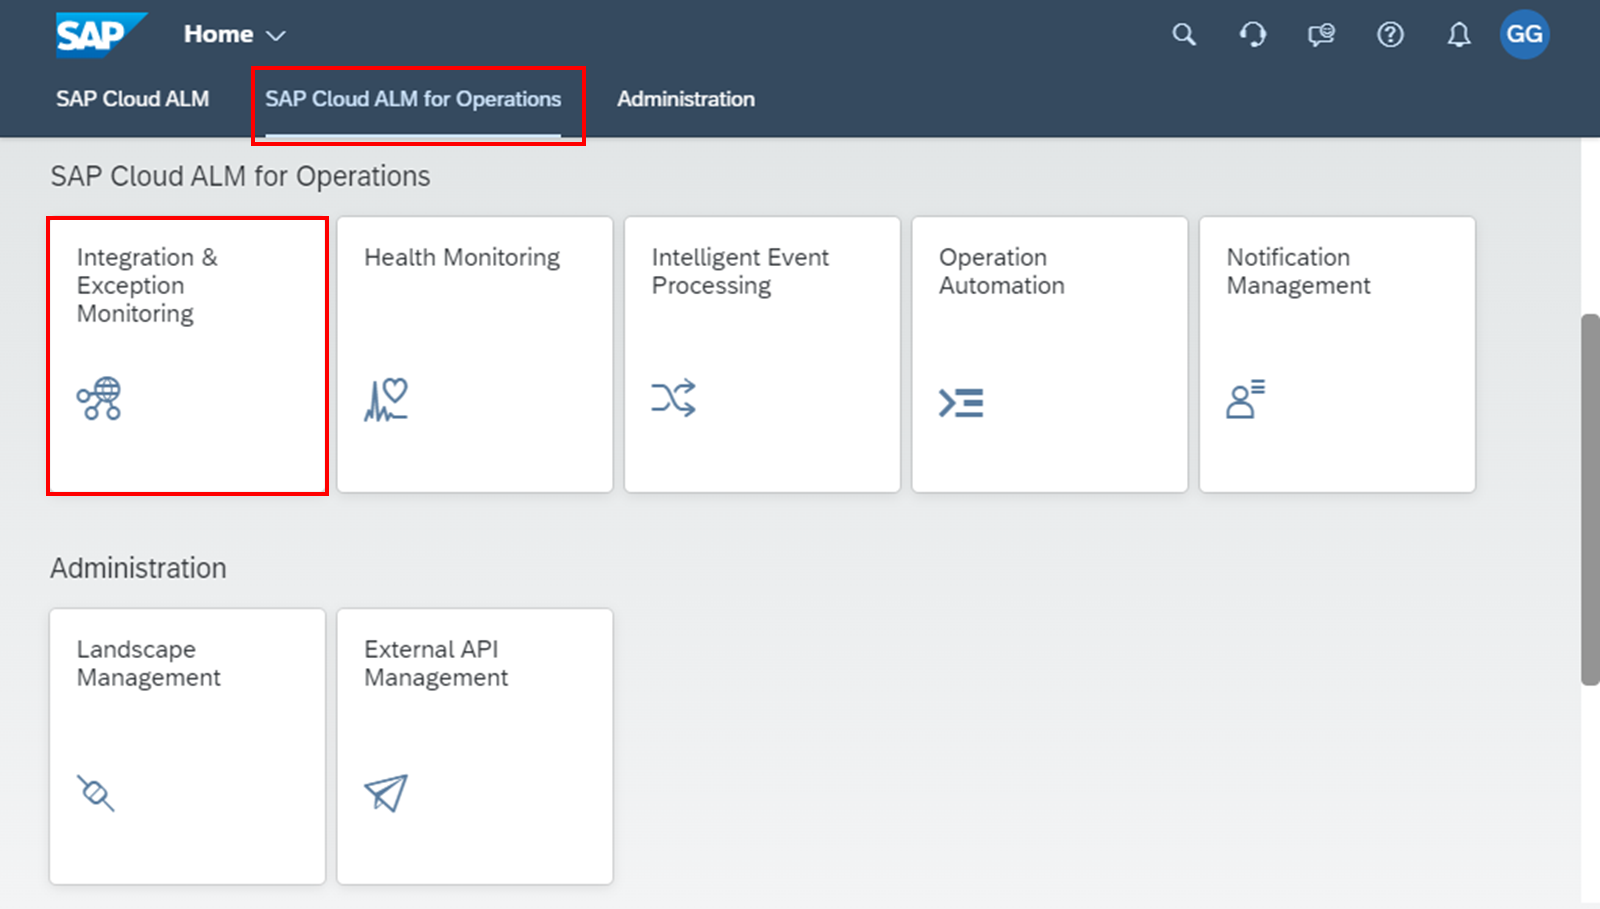 SAP
Home
GG
SAP Cloud ALM
SAP Cloud ALM for Operations
Administration
SAP Cloud ALM for Operations
Integration &
Exception
Monitoring
Health Monitoring
Intelligent Event
Processing
Operation
Automation
Notification
Management
Administration
Landscape
Management
External API
Management